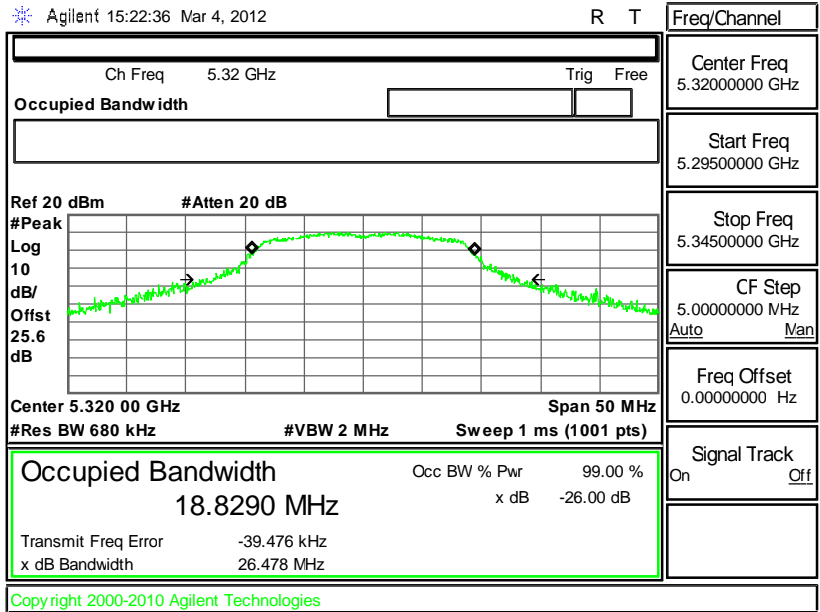 Agilent 15:22:36 Mar 4, 2012 R T
Freq/Channel
Ch Freq 5.32 GHz Trig Free
Occupied Bandwidth
Center Freq
5.32000000 GHz
Start Freq
5.29500000 GHz
Stop Freq
5.34500000 GHz
CF Step
5.00000000 MHz
Auto Man
Freq Offset
0.00000000 Hz
Signal Track
On Off
Ref 20 dBm #Atten 20 dB
#Peak
Log
10
dB/
Offst
25.6
dB
Center 5.320 00 GHz Span 50 MHz
#Res BW 680 kHz #VBW 2 MHz Sweep 1 ms (1001 pts)
Occupied Bandwidth Occ BW % Pwr 99.00 %
18.8290 MHz x dB -26.00 dB
Transmit Freq Error -39.476 kHz
x dB Bandwidth 26.478 MHz
Copyright 2000-2010 Agilent Technologies